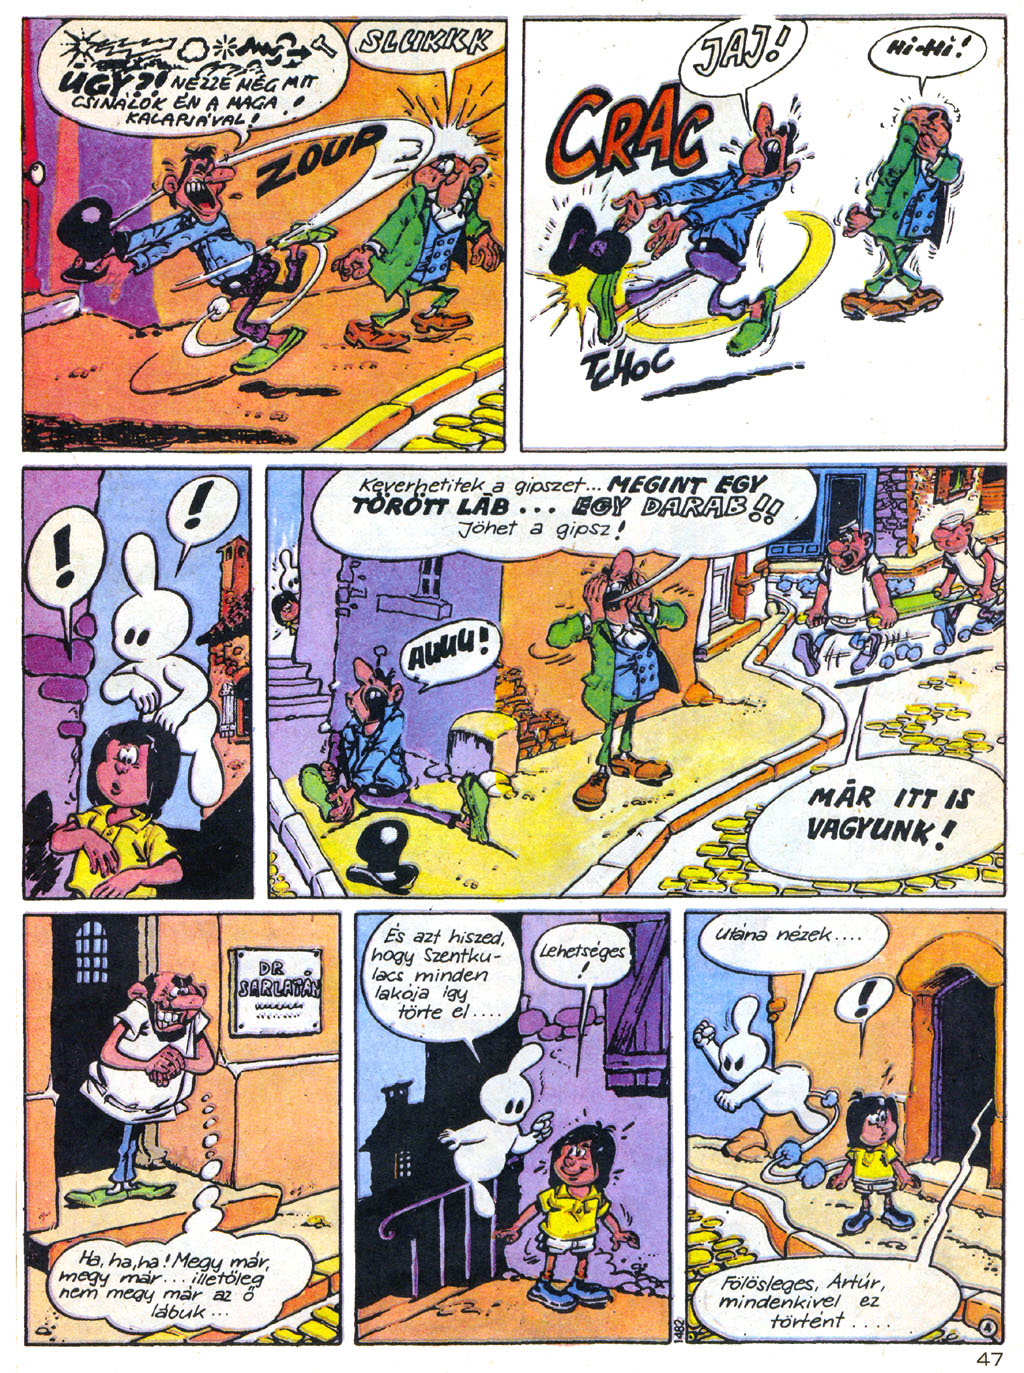 ÚGY?! NÉZZE MÉG MIT
CSINÁLOK ÉN A MAGA
KALAPJÁVAL!
SLUKKK
ZOUP
JAJ!
Hi-Hi!
CRAC
TCHOC
!
!
Keverhetitek a gipszet... MEGINT EGY
TÖRÖTT LÁB... EGY DARAB!!
Jöhet a gipsz!
AUUU!
MÁR ITT IS
VAGYUNK!
DR
SARLATÁN
Ha, ha, ha! Megy már,
megy már... illetőleg
nem megy már az ő
lábuk...
És azt hiszed,
hogy Szentku-
lacs minden
lakója így
törte el....
Lehetséges
!
Utána nézek....
!
Fölösleges, Artúr,
mindenkivel ez
történt....
1482
4
47